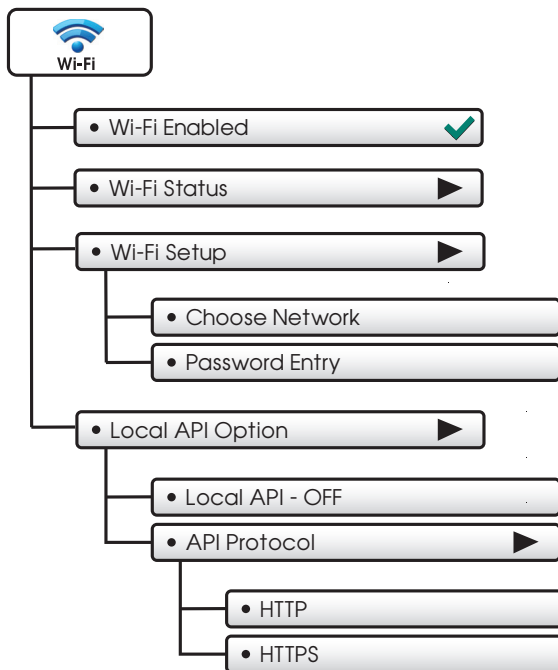 Wi-Fi
• Wi-Fi Enabled
• Wi-Fi Status
• Wi-Fi Setup
• Choose Network
• Password Entry
• Local API Option
• Local API - OFF
• API Protocol
• HTTP
• HTTPS